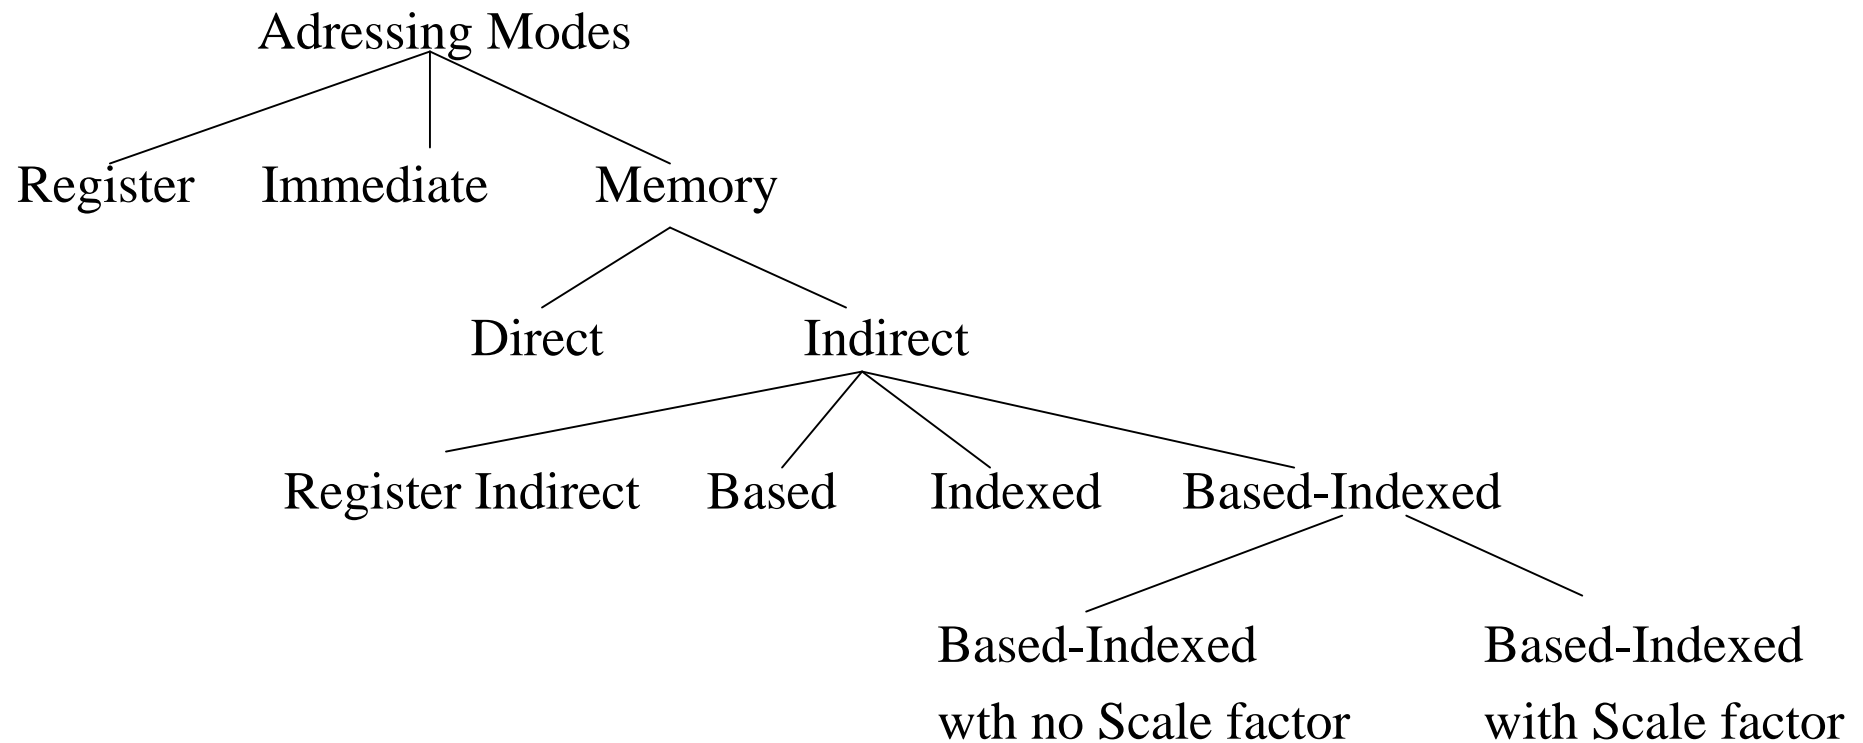 Adressing Modes
Register Immediate Memory
Direct Indirect
Register Indirect Based Indexed Based-Indexed
Based-Indexed Based-Indexed
wth no Scale factor with Scale factor